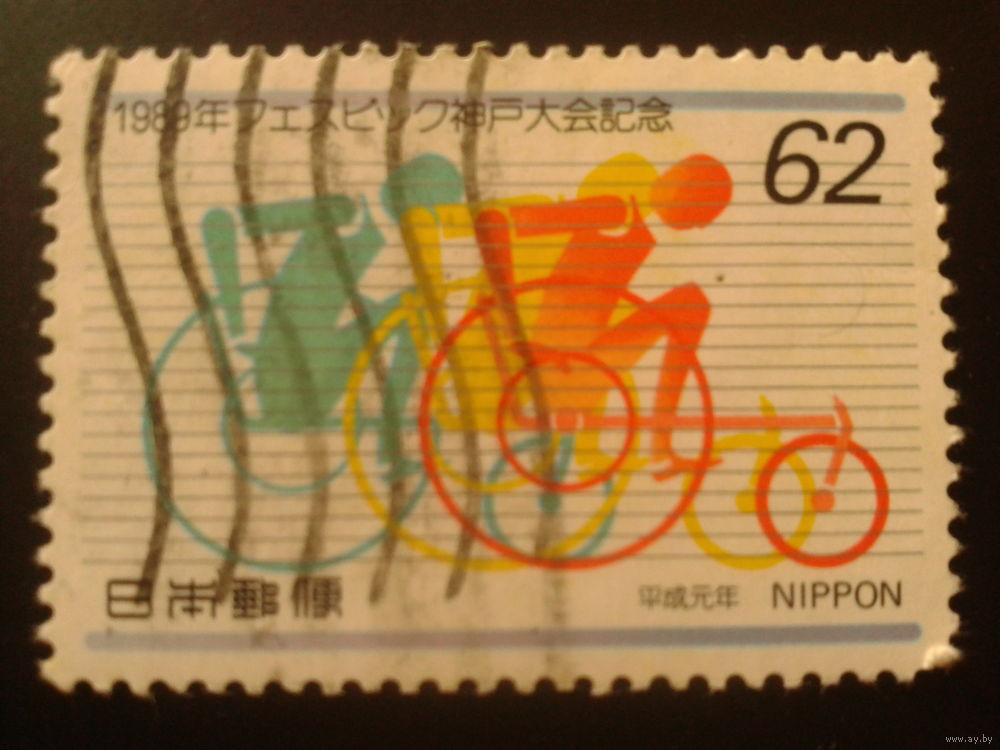 1989年フェスピック神戸大会記念
62
日本郵便
平成元年 NIPPON
www.ay.by